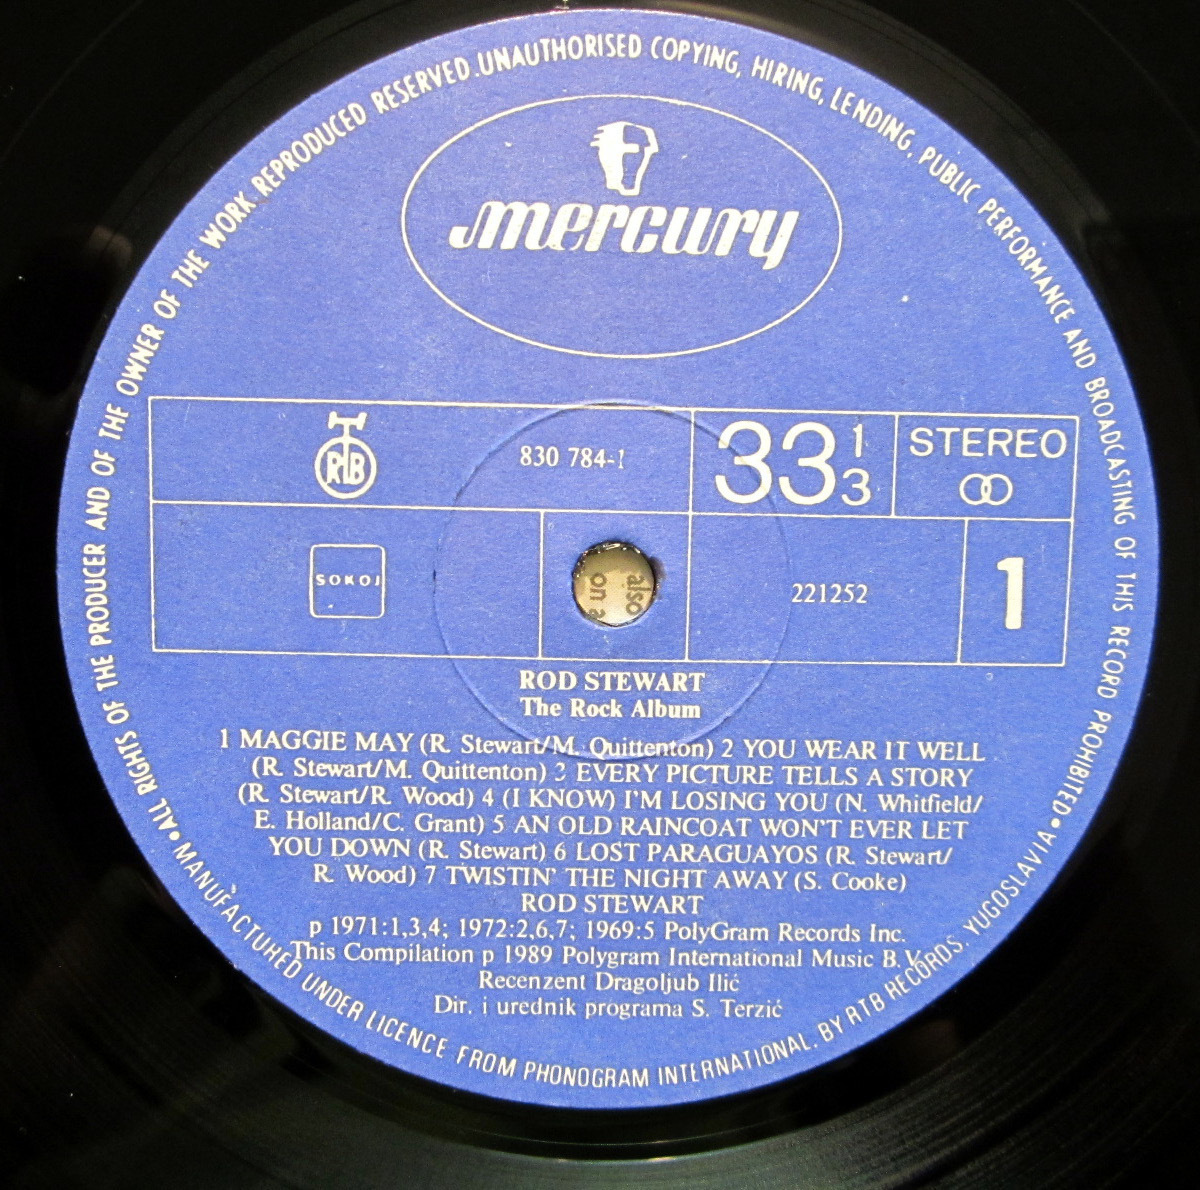 •ALL RIGHTS OF THE PRODUCER AND OF THE OWNER OF THE WORK REPRODUCED RESERVED. UNAUTHORISED COPYING, HIRING, LENDING, PUBLIC PERFORMANCE AND BROADCASTING OF THIS RECORD PROHIBITED•
mercury
RTB
830 784-1
33 1/3
STEREO
SOKOJ
also
on a
221252
1
ROD STEWART
The Rock Album
1 MAGGIE MAY (R. Stewart/M. Quittenton) 2 YOU WEAR IT WELL
(R. Stewart/M. Quittenton) 3 EVERY PICTURE TELLS A STORY
(R. Stewart/R. Wood) 4 (I KNOW) I'M LOSING YOU (N. Whitfield/
E. Holland/C. Grant) 5 AN OLD RAINCOAT WON'T EVER LET
YOU DOWN (R. Stewart) 6 LOST PARAGUAYOS (R. Stewart/
R. Wood) 7 TWISTIN' THE NIGHT AWAY (S. Cooke)
ROD STEWART
p 1971:1,3,4; 1972:2,6,7; 1969:5 PolyGram Records Inc.
This Compilation p 1989 Polygram International Music B. V.
Recenzent Dragoljub Ilić
Dir. i urednik programa S. Terzić
MANUFACTURED UNDER LICENCE FROM PHONOGRAM INTERNATIONAL. BY RTB RECORDS. YUGOSLAVIA